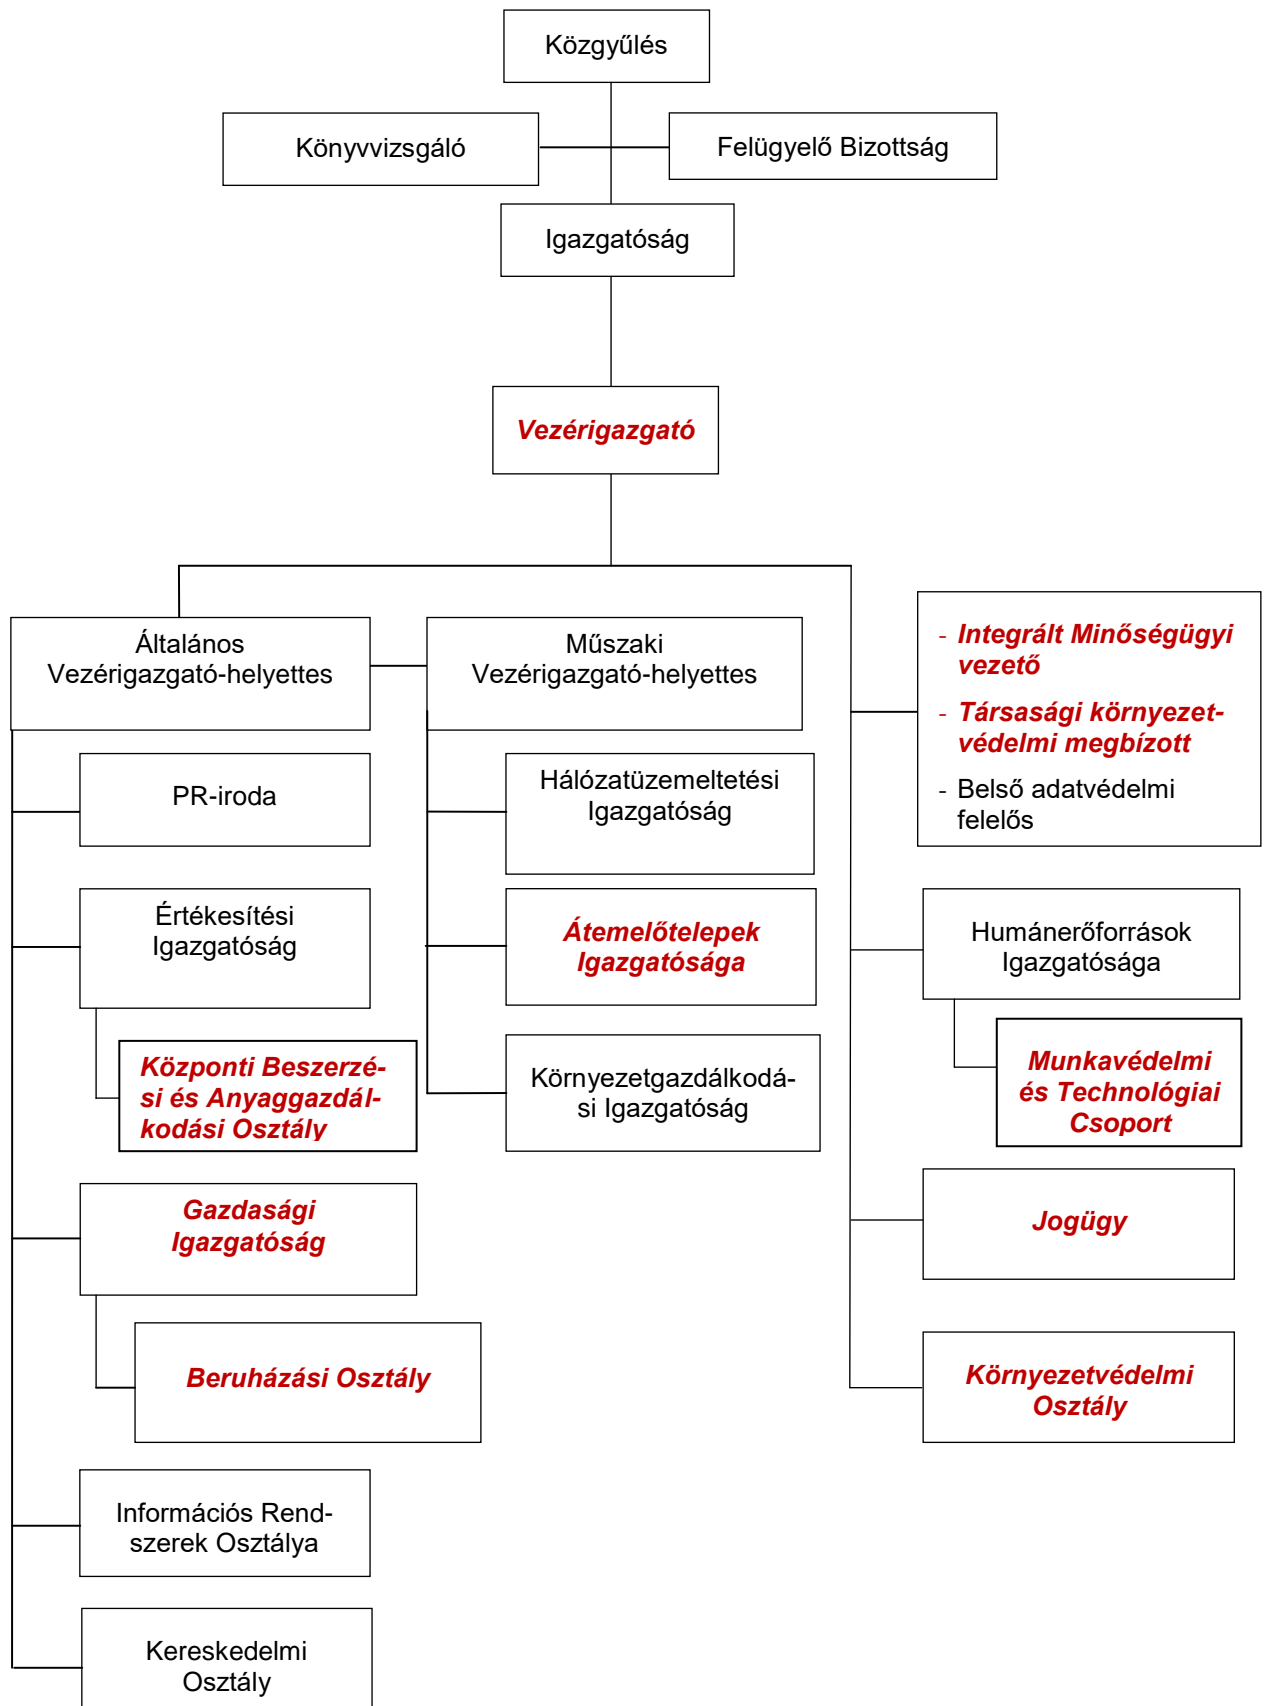 Közgyűlés
Könyvvizsgáló
Felügyelő Bizottság
Igazgatóság
Vezérigazgató
Általános
Vezérigazgató-helyettes
Műszaki
Vezérigazgató-helyettes
- Integrált Minőségügyi
vezető
- Társasági környezet-
védelmi megbízott
- Belső adatvédelmi
felelős
PR-iroda
Hálózatüzemeltetési
Igazgatóság
Értékesítési
Igazgatóság
Átemelőtelepek
Igazgatósága
Humánerőforrások
Igazgatósága
Központi Beszerzé-
si és Anyaggazdál-
kodási Osztály
Környezetgazdálkodá-
si Igazgatóság
Munkavédelmi
és Technológiai
Csoport
Gazdasági
Igazgatóság
Jogügy
Beruházási Osztály
Környezetvédelmi
Osztály
Információs Rend-
szerek Osztálya
Kereskedelmi
Osztály